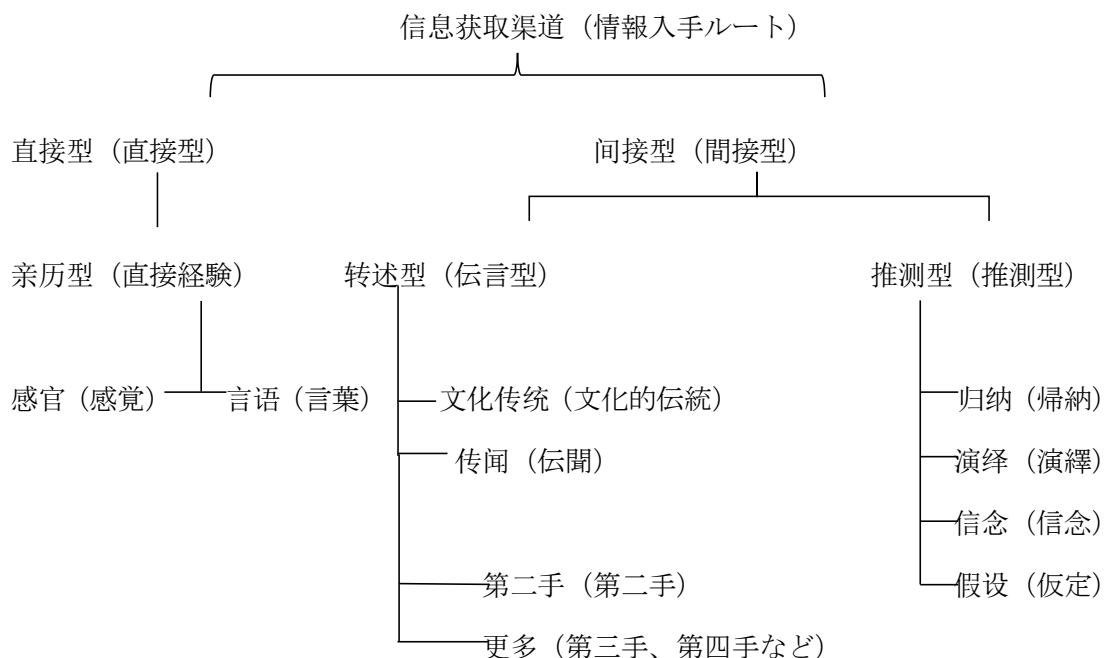 信息获取渠道（情報入手ルート）
直接型（直接型） 间接型（間接型）
亲历型（直接経験） 转述型（伝言型） 推测型（推測型）
感官（感覚） 言语（言葉） 文化传统（文化的伝統） 归纳（帰納）
传闻（伝聞） 演绎（演繹）
信念（信念）
第二手（第二手） 假设（仮定）
更多（第三手、第四手など）